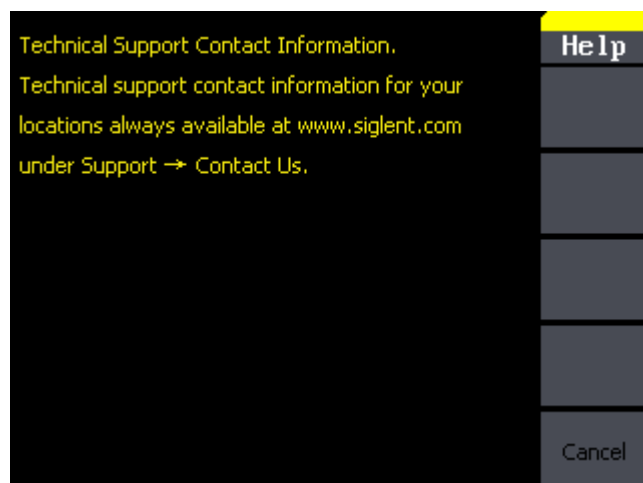 Technical Support Contact Information.
Technical support contact information for your
locations always available at www.siglent.com
under Support → Contact Us.
Help
Cancel